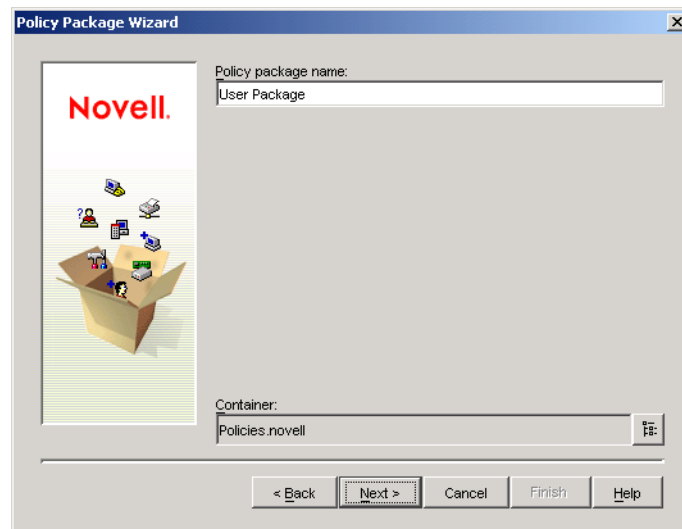 Policy Package Wizard
Novell.
Policy package name:
User Package
Container:
Policies.novell
< Back
Next >
Cancel
Finish
Help